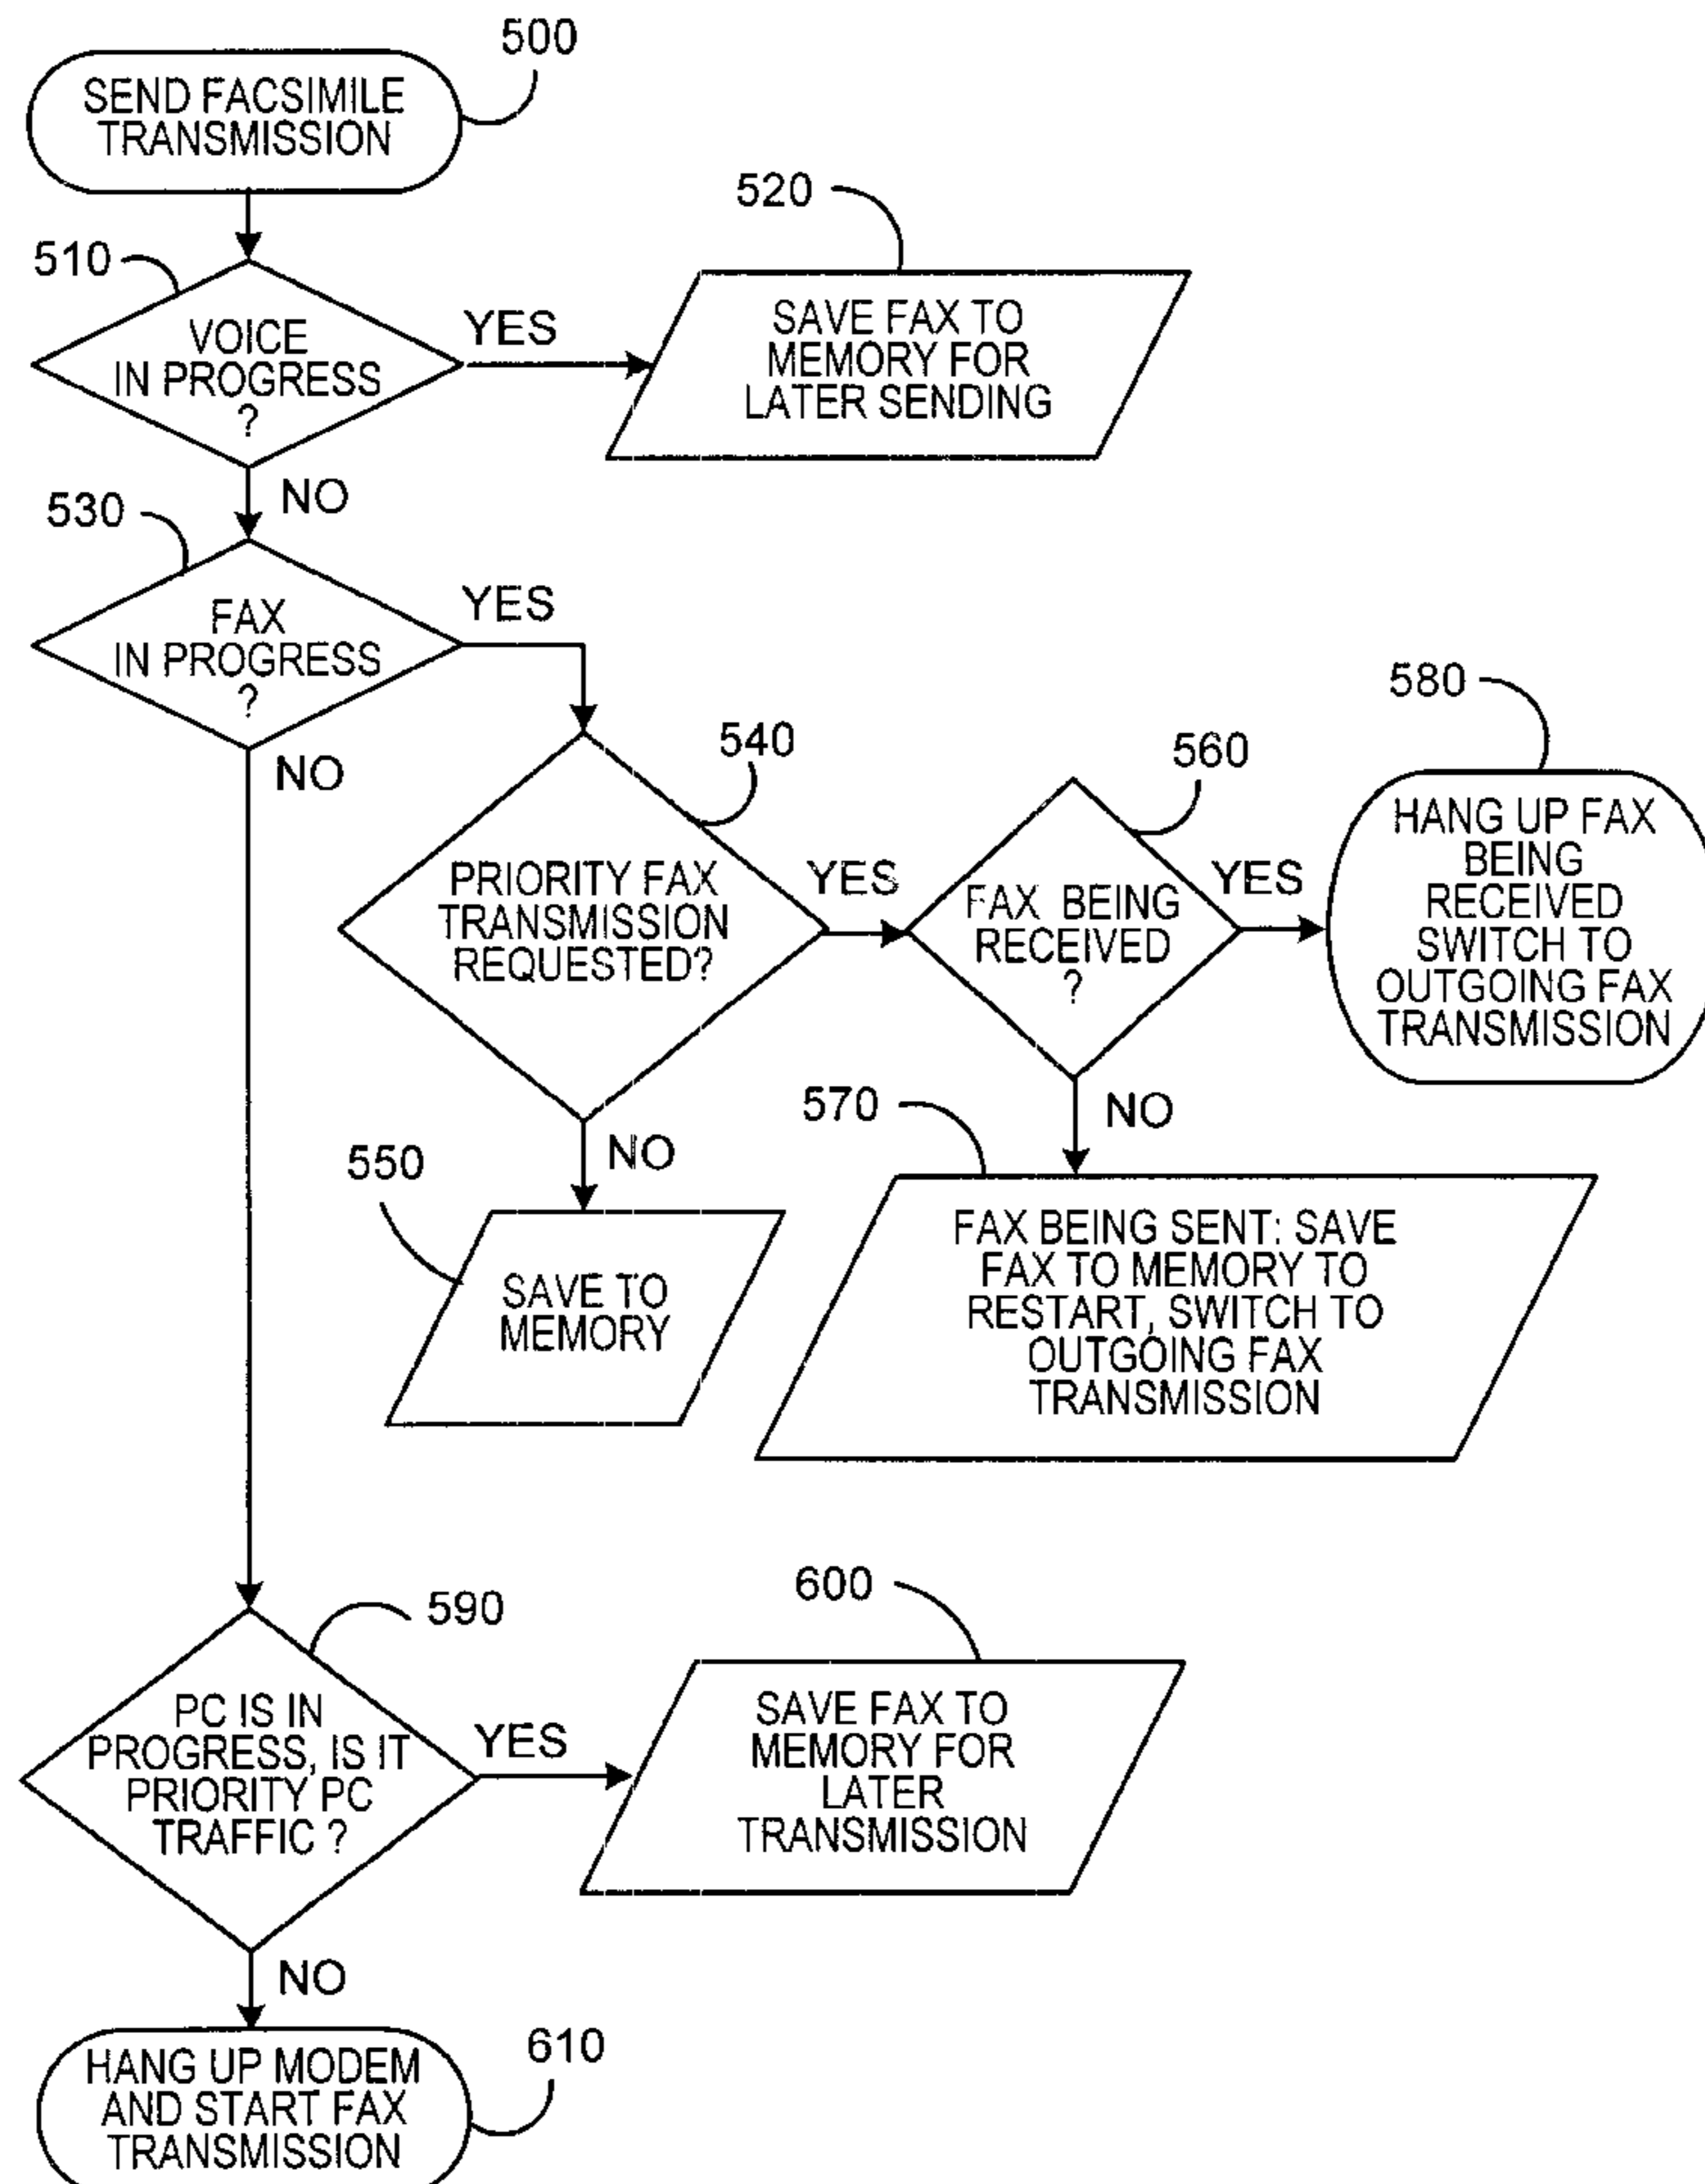 500
SEND FACSIMILE
TRANSMISSION
510
VOICE
IN PROGRESS
?
YES
520
SAVE FAX TO
MEMORY FOR
LATER SENDING
NO
530
FAX
IN PROGRESS
?
YES
NO
540
PRIORITY FAX
TRANSMISSION
REQUESTED?
YES
560
FAX BEING
RECEIVED
?
YES
580
HANG UP FAX
BEING
RECEIVED
SWITCH TO
OUTGOING FAX
TRANSMISSION
NO
550
SAVE TO
MEMORY
NO
570
FAX BEING SENT: SAVE
FAX TO MEMORY TO
RESTART, SWITCH TO
OUTGOING FAX
TRANSMISSION
590
PC IS IN
PROGRESS, IS IT
PRIORITY PC
TRAFFIC ?
YES
600
SAVE FAX TO
MEMORY FOR
LATER
TRANSMISSION
NO
610
HANG UP MODEM
AND START FAX
TRANSMISSION